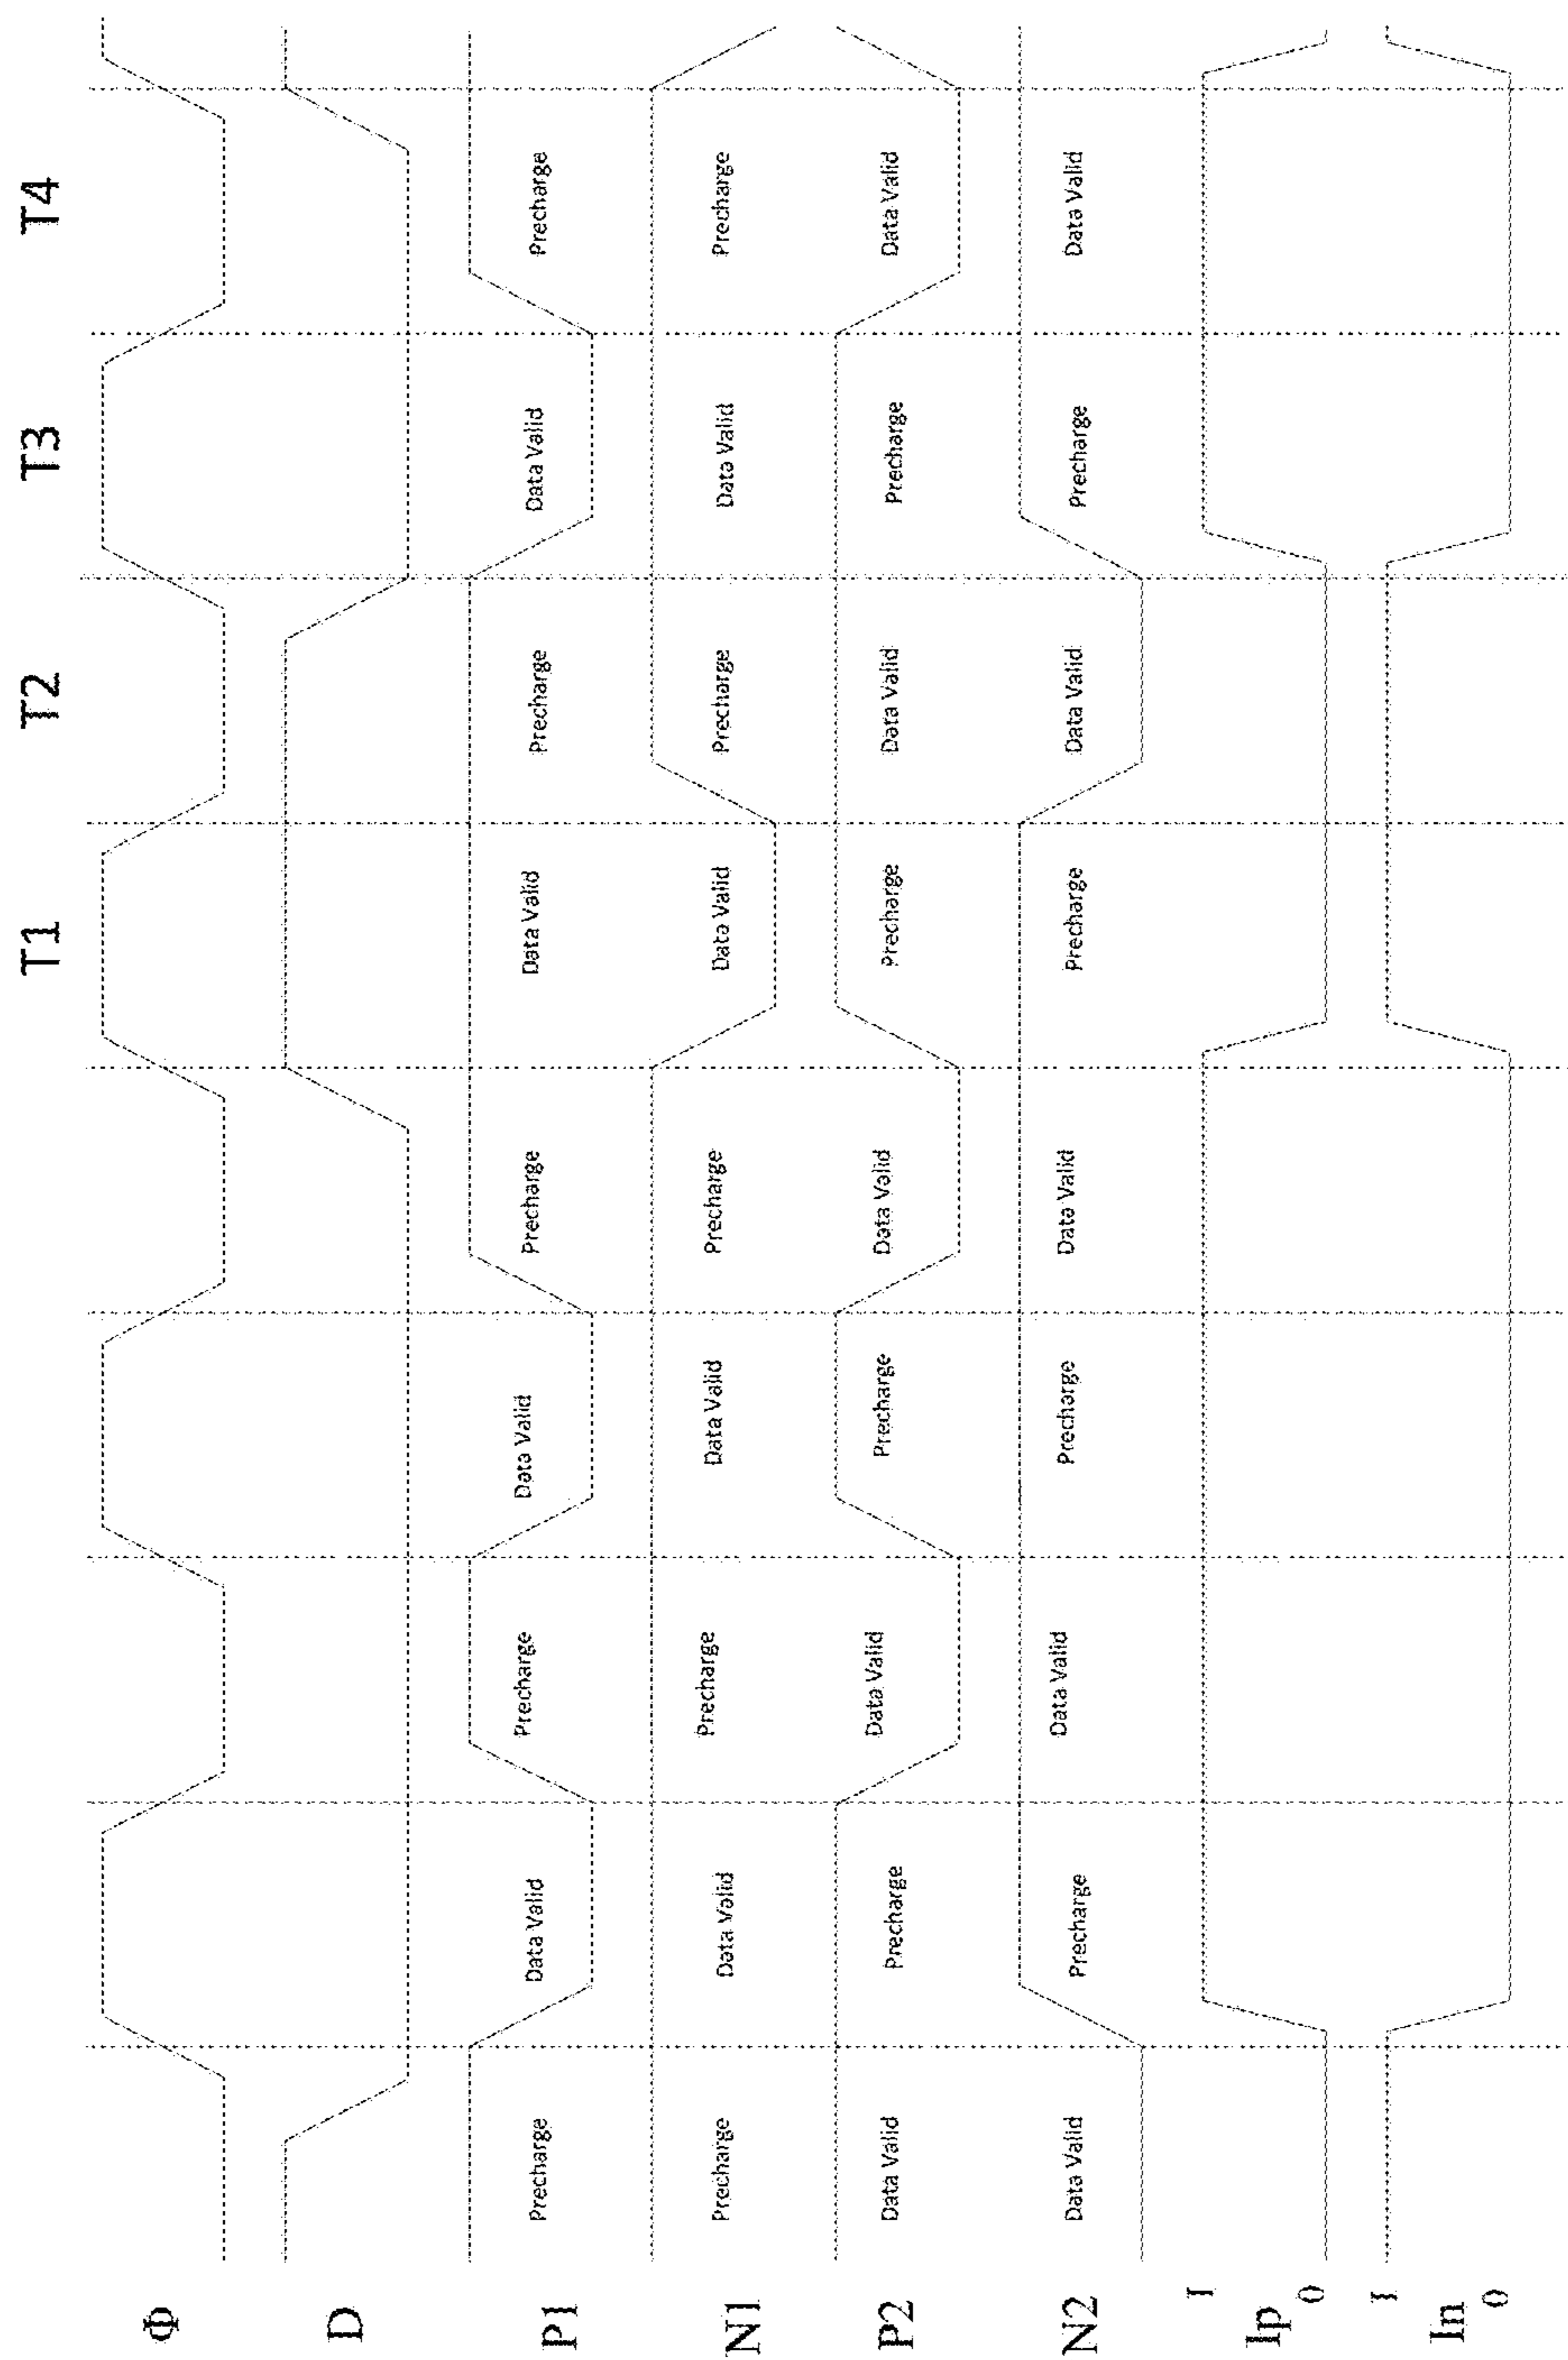 T1 T2 T3 T4
Φ
D
P1 Precharge Data Valid Precharge Data Valid Precharge Data Valid Precharge Data Valid Precharge
N1 Precharge Data Valid Precharge Data Valid Precharge Data Valid Precharge Data Valid Precharge
P2 Data Valid Precharge Data Valid Precharge Data Valid Precharge Data Valid Precharge Data Valid
N2 Data Valid Precharge Data Valid Precharge Data Valid Precharge Data Valid Precharge Data Valid
I
Ip
0
I
In
0